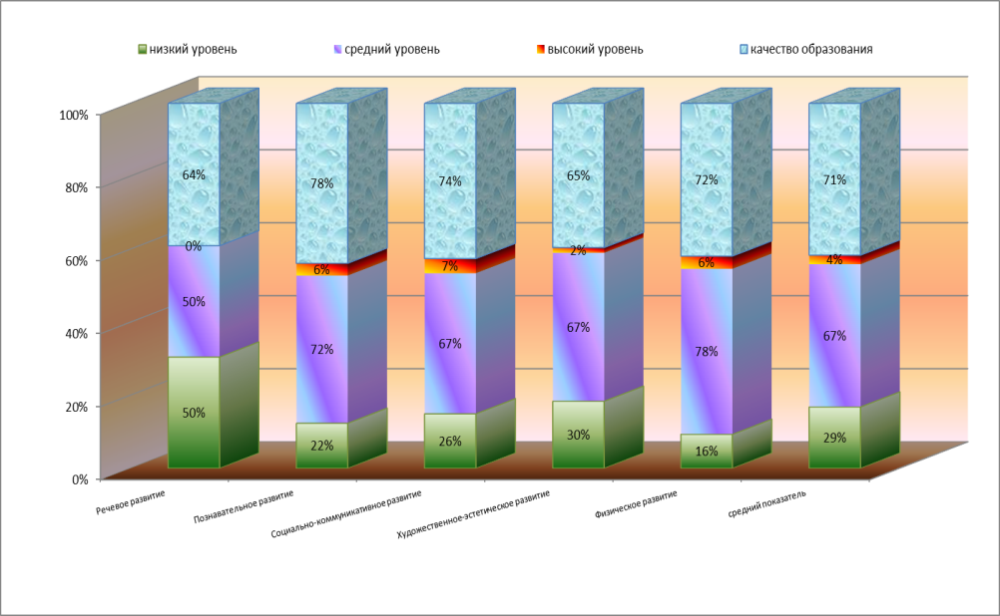 низкий уровень средний уровень высокий уровень качество образования
100%
80%
60%
40%
20%
0%
64% 78% 74% 65% 72% 71%
0% 6% 7% 2% 6% 4%
50% 72% 67% 67% 78% 67%
50% 22% 26% 30% 16% 29%
Речевое развитие
Познавательное развитие
Социально-коммуникативное развитие
Художественное-эстетическое развитие
Физическое развитие
средний показатель